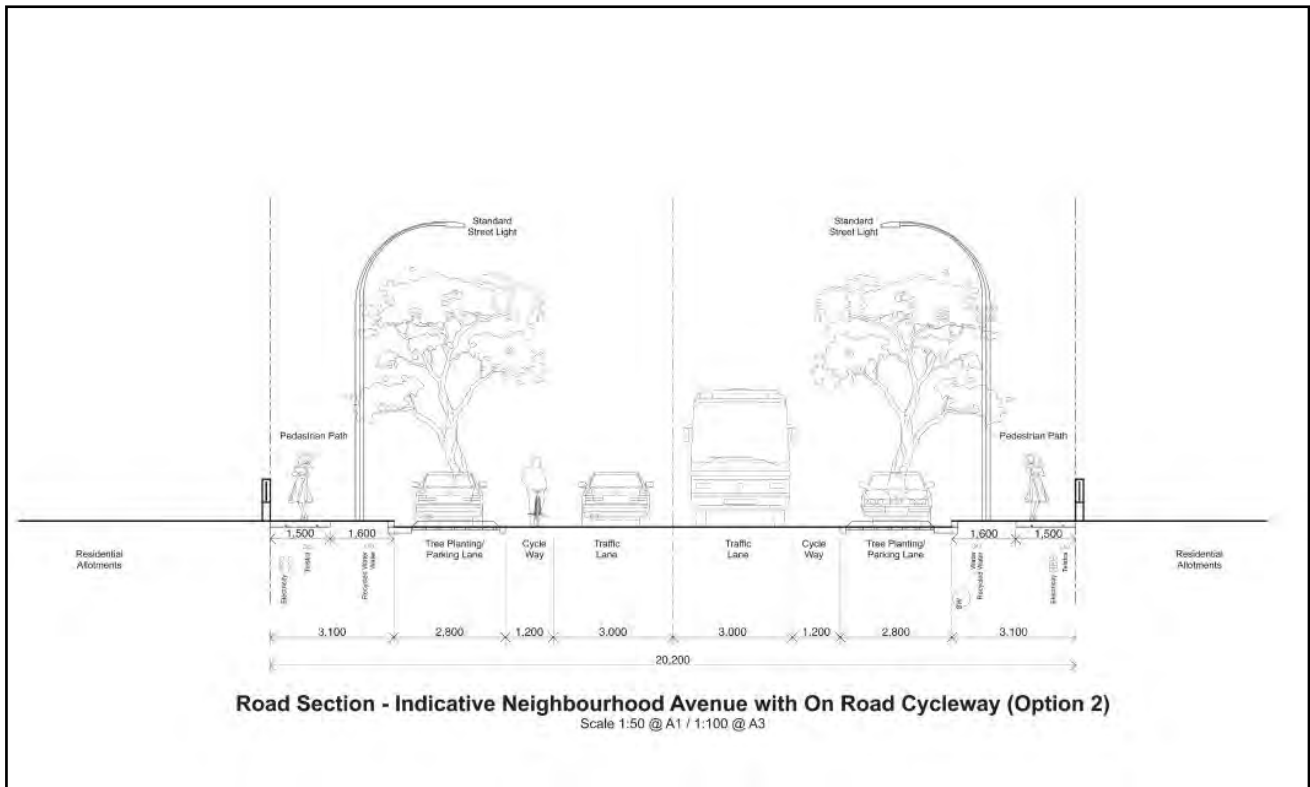 Standard
Street Light
Standard
Street Light
Pedestrian Path
Pedestrian Path
1,500
1,600
1,600
1,500
Residential
Allotments
Electricity
Telstra
Recycled Water
Water
Tree Planting/
Parking Lane
Cycle
Way
Traffic
Lane
Traffic
Lane
Cycle
Way
Tree Planting/
Parking Lane
Water
Recycled Water
SW
Electricity
Telstra
Residential
Allotments
3.100
2,800
1.200
3.000
3.000
1.200
2.800
3.100
20,200
Road Section - Indicative Neighbourhood Avenue with On Road Cycleway (Option 2)
Scale 1:50 @ A1 / 1:100 @ A3